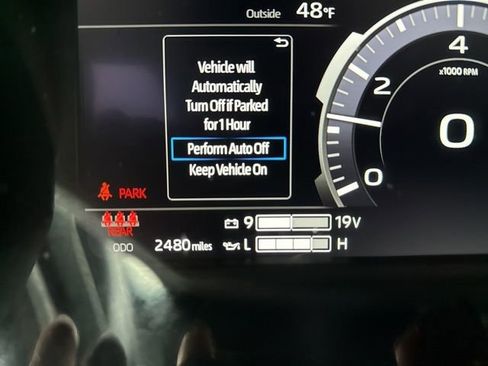 Outside 48°F
Vehicle will
Automatically
Turn Off if Parked
for 1 Hour
Perform Auto Off
Keep Vehicle On
4
x1000 RPM
2
0
0
PARK
REAR
9 19V
ODO 2480 miles L H